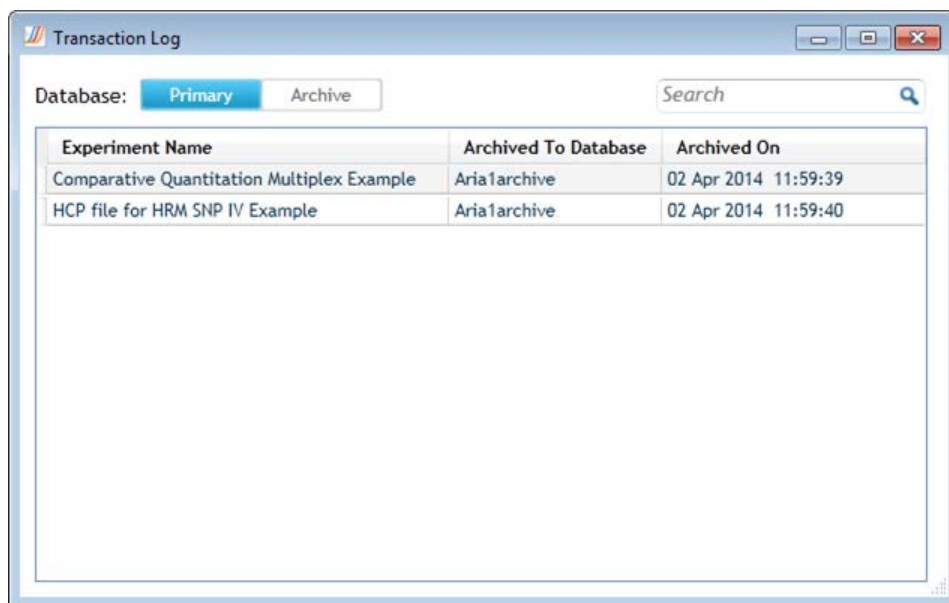 Transaction Log
Database: Primary Archive Search
Experiment Name Archived To Database Archived On
Comparative Quantitation Multiplex Example Aria1archive 02 Apr 2014 11:59:39
HCP file for HRM SNP IV Example Aria1archive 02 Apr 2014 11:59:40